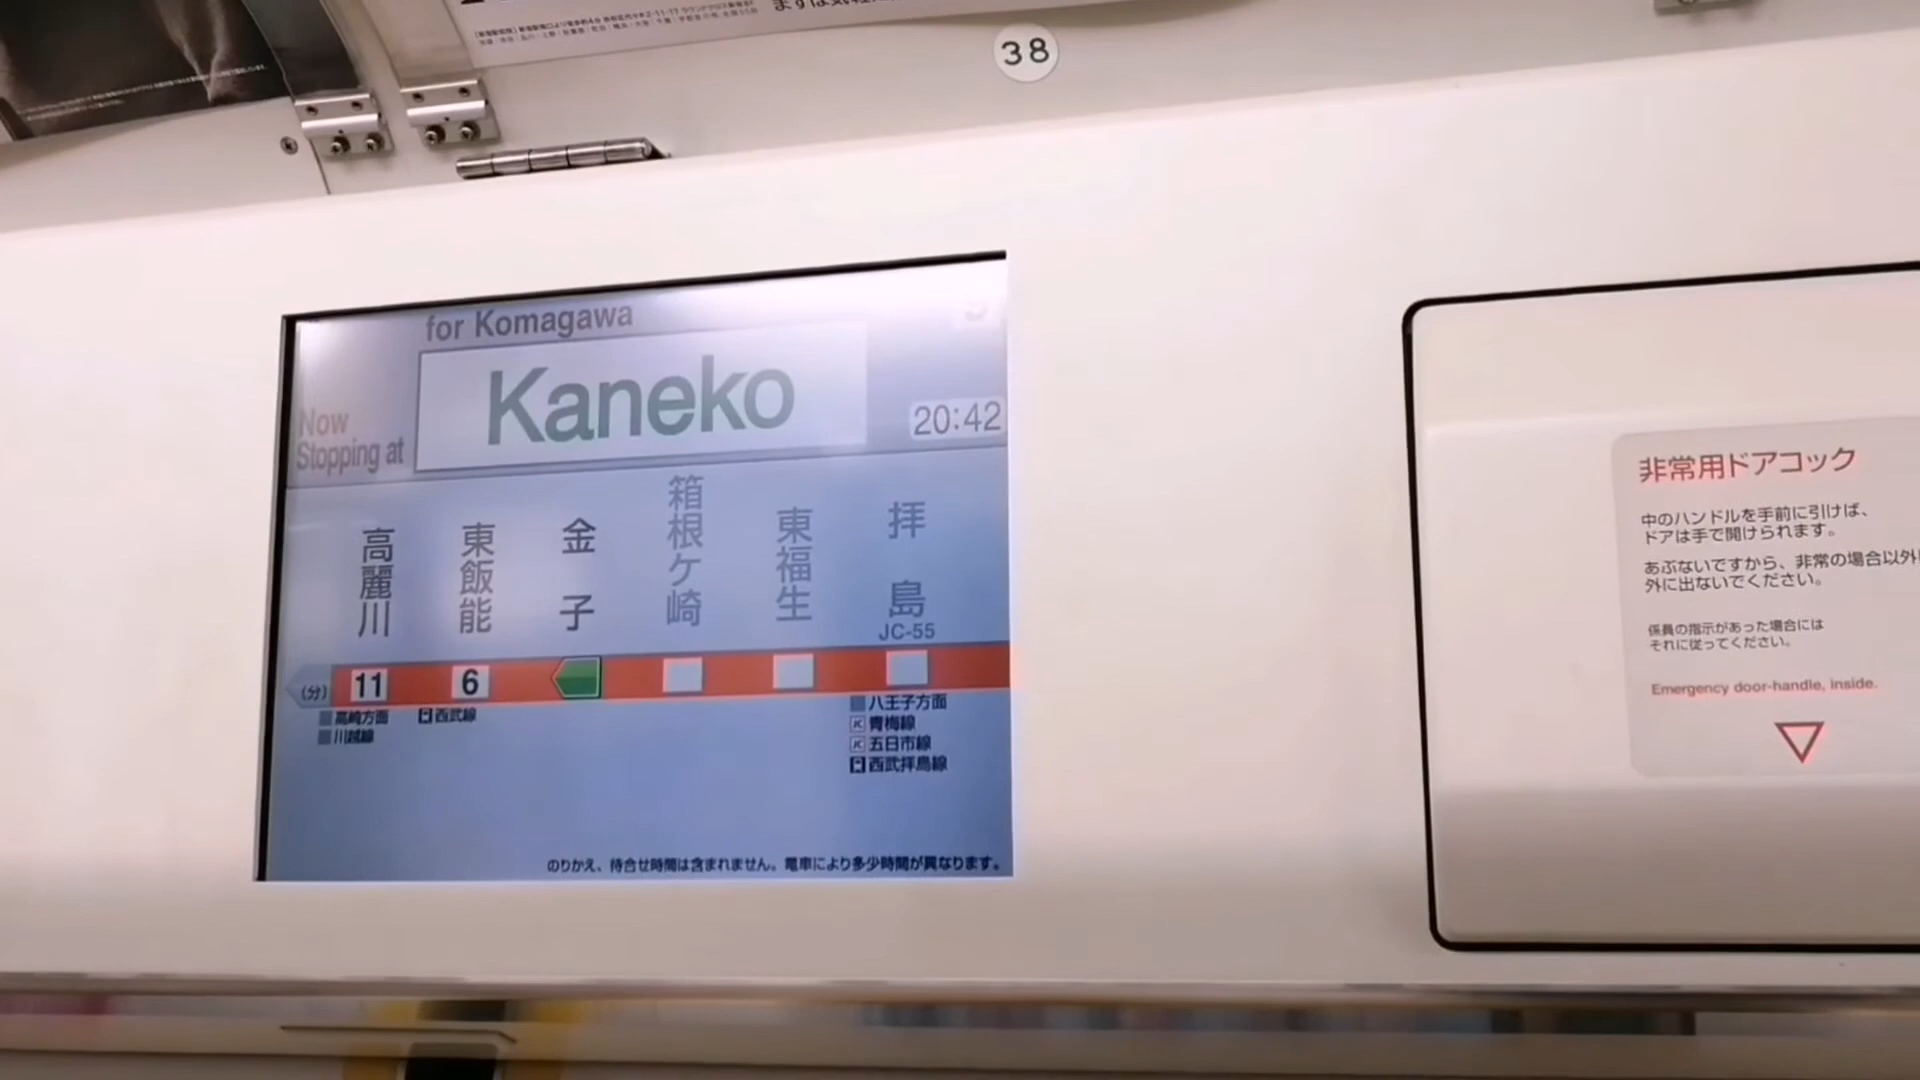 38
for Komagawa
Now
Stopping at
Kaneko
20:42
高麗川
東飯能
金子
箱根ケ崎
東福生
拝島
JC-55
(分)
11
6
高崎方面
川越線
西武線
八王子方面
JK 青梅線
JK 五日市線
西武拝島線
のりかえ、待合せ時間は含まれません。電車により多少時間が異なります。
非常用ドアコック
中のハンドルを手前に引けば、
ドアは手で開けられます。
あぶないですから、非常の場合以外
外に出ないでください。
係員の指示があった場合には
それに従ってください。
Emergency door-handle, inside.